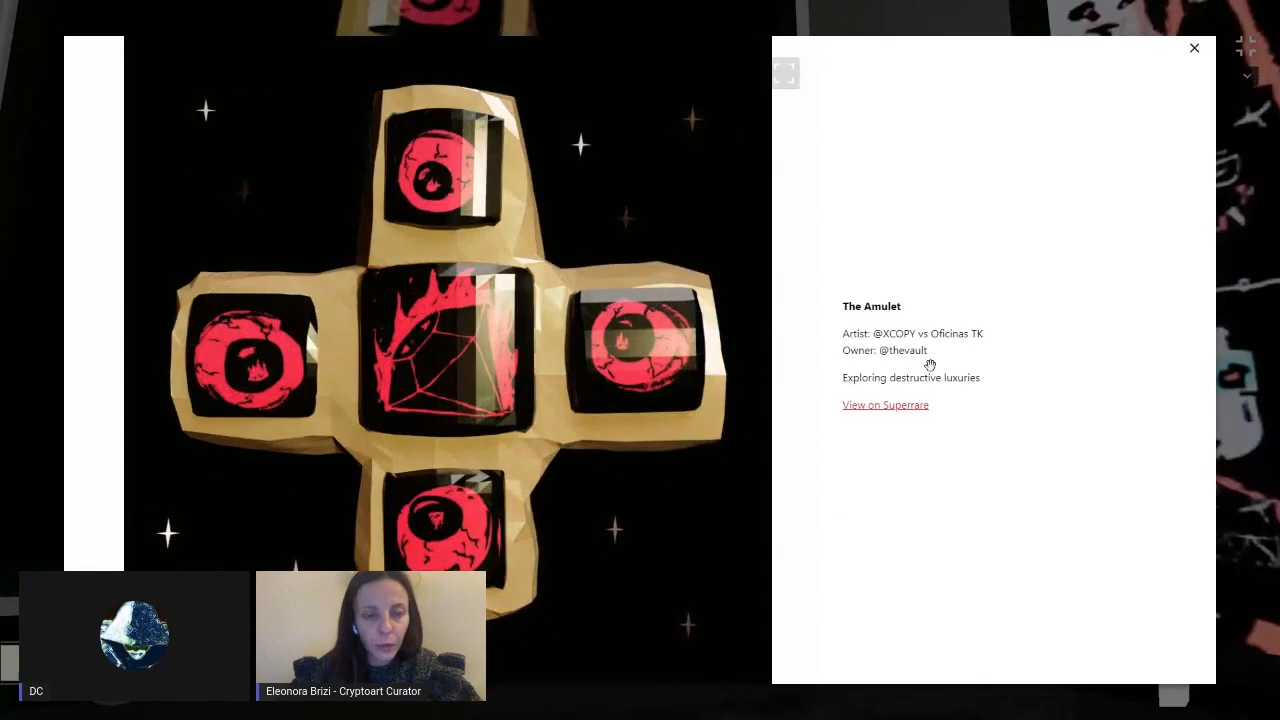 The Amulet
Artist: @XCOPY vs Oficinas TK
Owner: @thevault
Exploring destructive luxuries
View on Superrare
DC
Eleonora Brizi - Cryptoart Curator